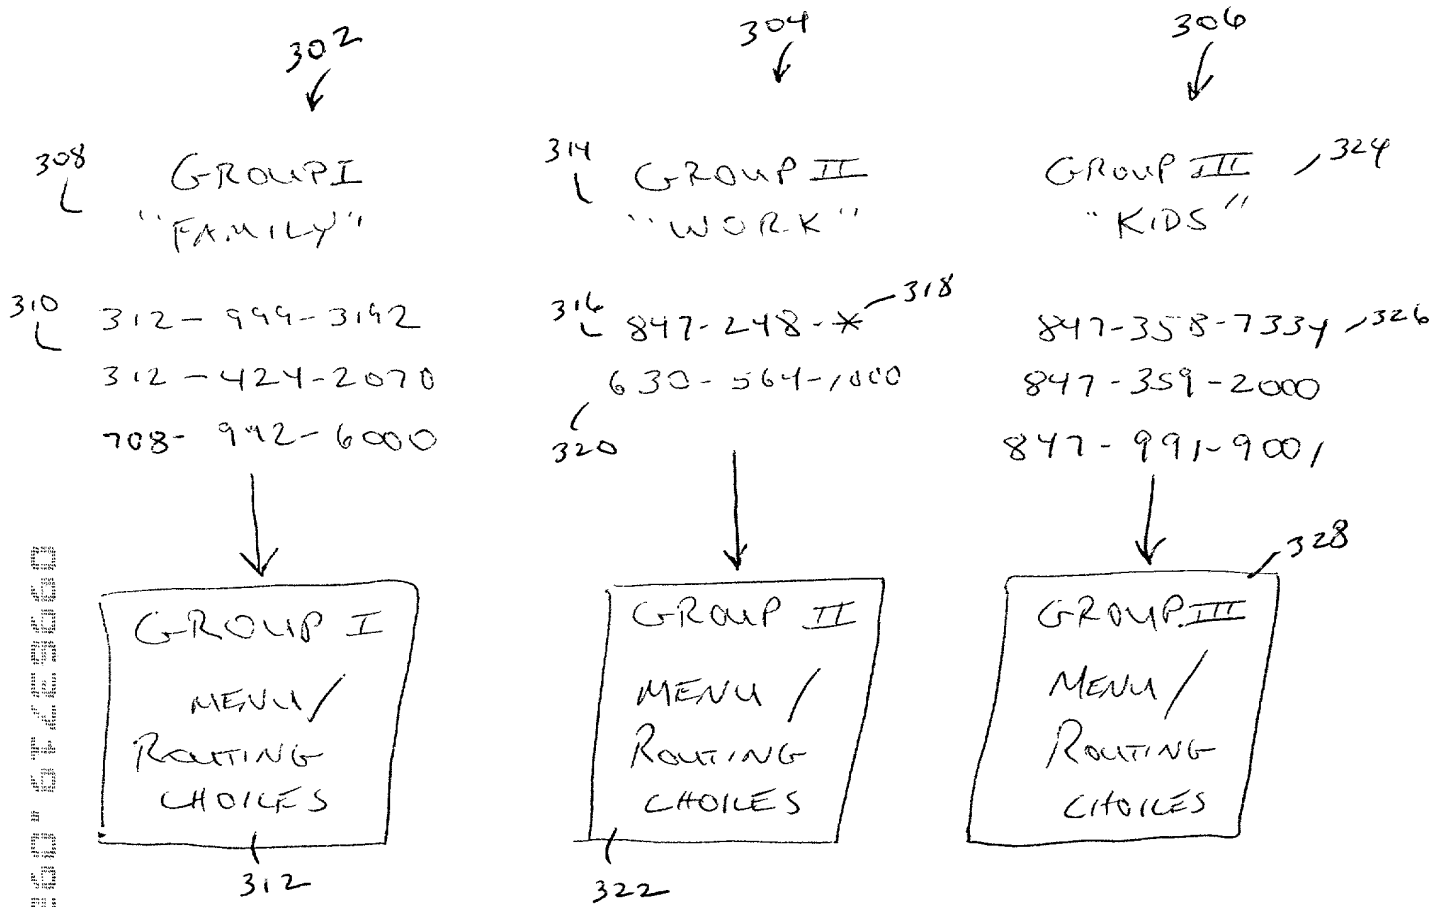 302
304
306
308
GROUP I
"FAMILY"
314
GROUP II
"WORK"
GROUP III
324
"KIDS"
310
312-999-3192
312-424-2070
708-992-6000
316
847-248-*
318
630-564-1000
320
847-358-7334
326
847-359-2000
847-991-9001
GROUP I
MENU/
ROUTING
CHOICES
312
GROUP II
MENU/
ROUTING
CHOICES
322
328
GROUP III
MENU/
ROUTING
CHOICES